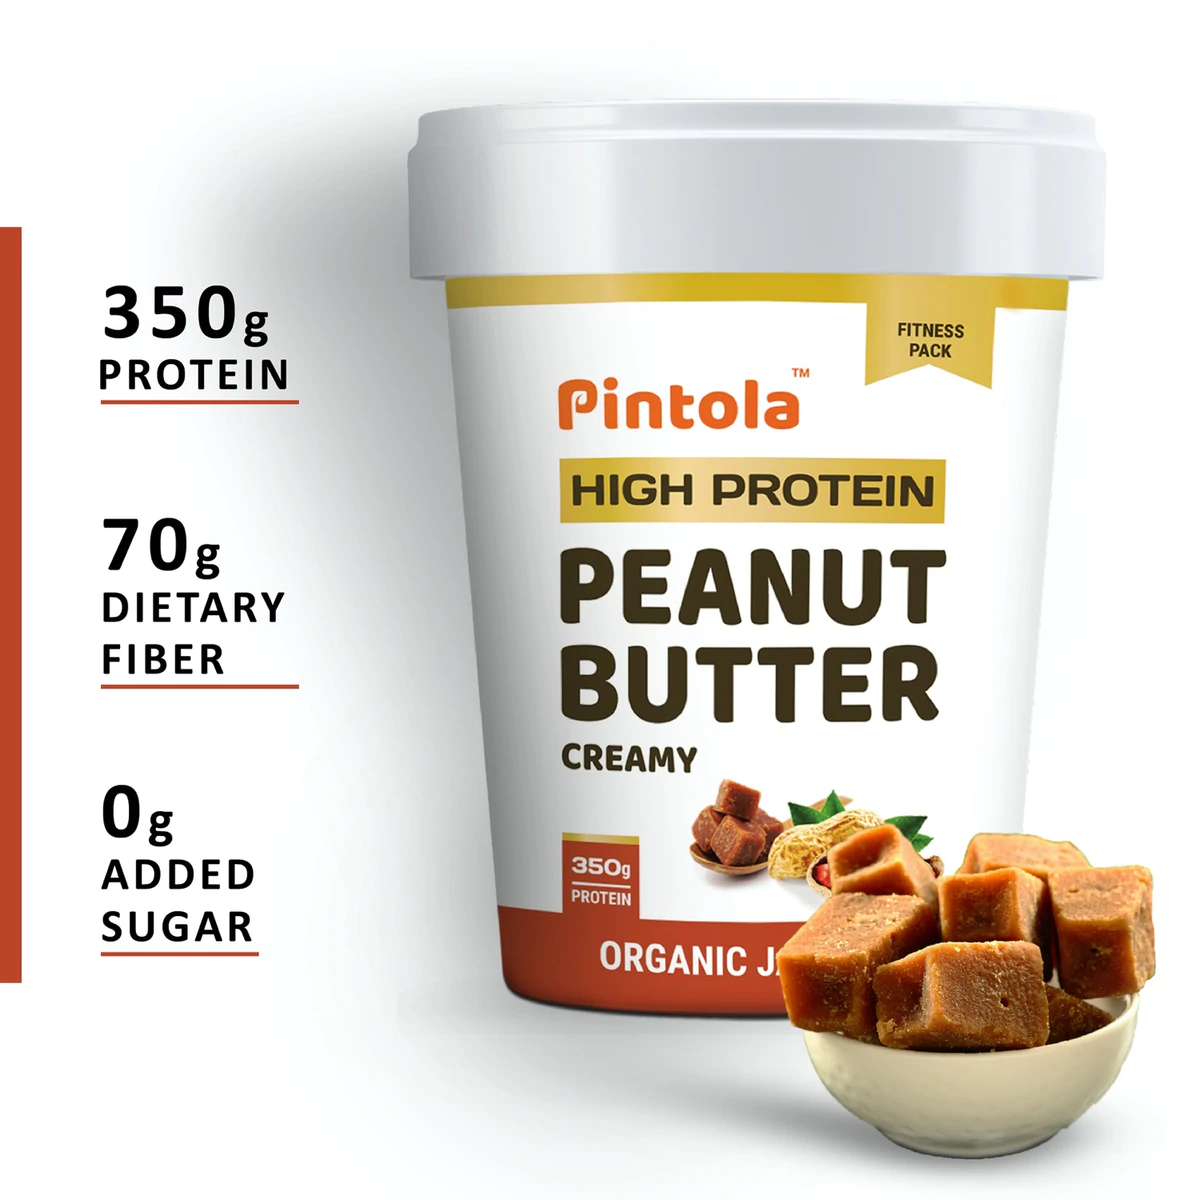 350g
PROTEIN
70g
DIETARY
FIBER
0g
ADDED
SUGAR
FITNESS
PACK
Pintola™
HIGH PROTEIN
PEANUT
BUTTER
CREAMY
350g
PROTEIN
ORGANIC